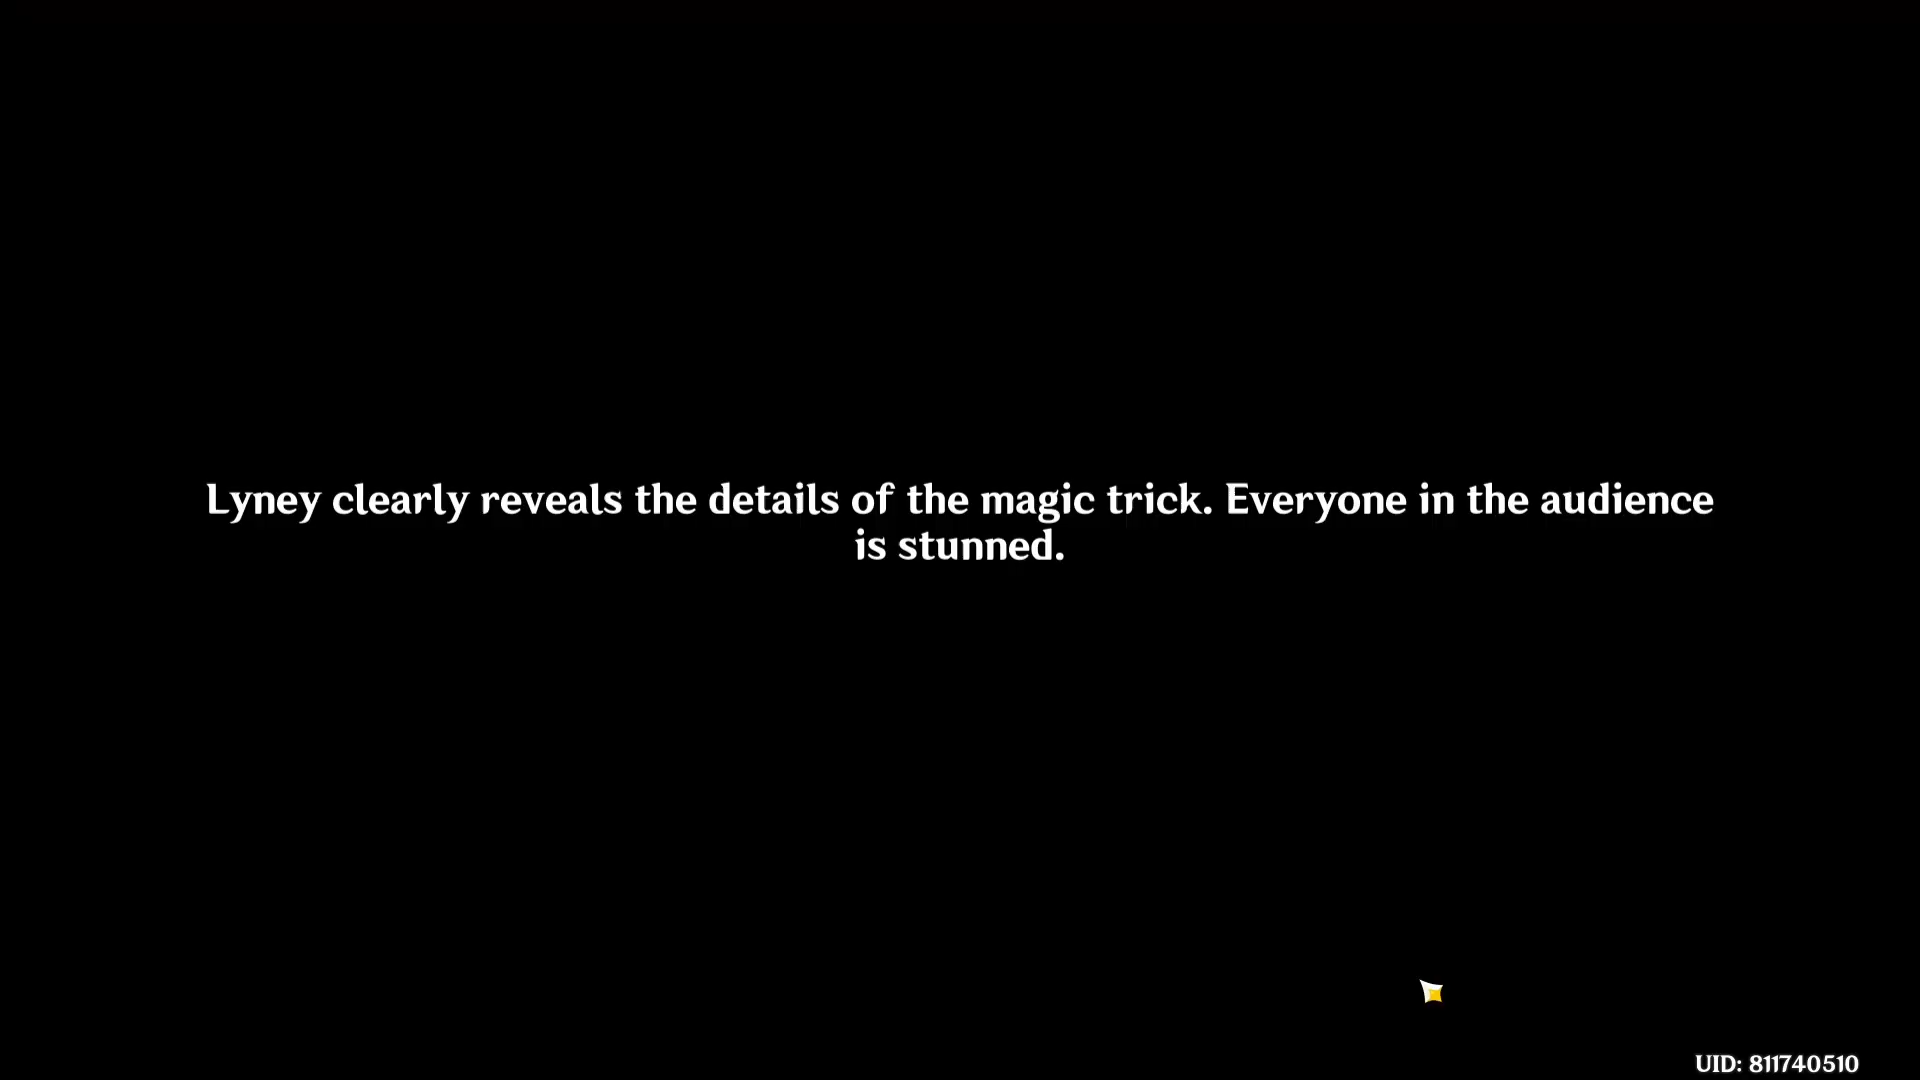 Lyney clearly reveals the details of the magic trick. Everyone in the audience
is stunned.
UID: 811740510